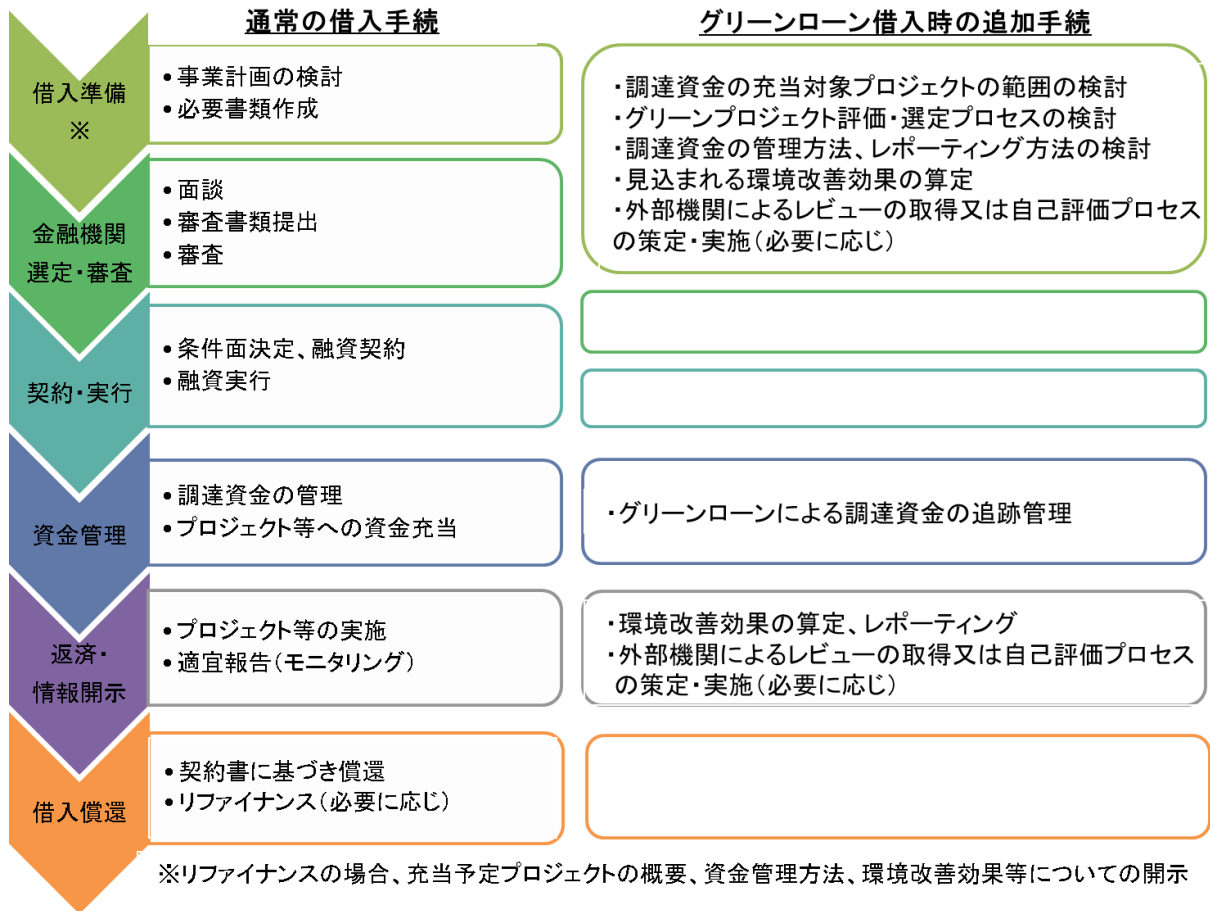 通常の借入手続
グリーンローン借入時の追加手続
借入準備
※
• 事業計画の検討
• 必要書類作成
・調達資金の充当対象プロジェクトの範囲の検討
・グリーンプロジェクト評価・選定プロセスの検討
・調達資金の管理方法、レポーティング方法の検討
・見込まれる環境改善効果の算定
・外部機関によるレビューの取得又は自己評価プロセス
の策定・実施(必要に応じ)
金融機関
選定・審査
• 面談
• 審査書類提出
• 審査
契約・実行
• 条件面決定、融資契約
• 融資実行
資金管理
• 調達資金の管理
• プロジェクト等への資金充当
・グリーンローンによる調達資金の追跡管理
返済・
情報開示
• プロジェクト等の実施
• 適宜報告(モニタリング)
・環境改善効果の算定、レポーティング
・外部機関によるレビューの取得又は自己評価プロセス
の策定・実施(必要に応じ)
借入償還
• 契約書に基づき償還
• リファイナンス(必要に応じ)
※リファイナンスの場合、充当予定プロジェクトの概要、資金管理方法、環境改善効果等についての開示